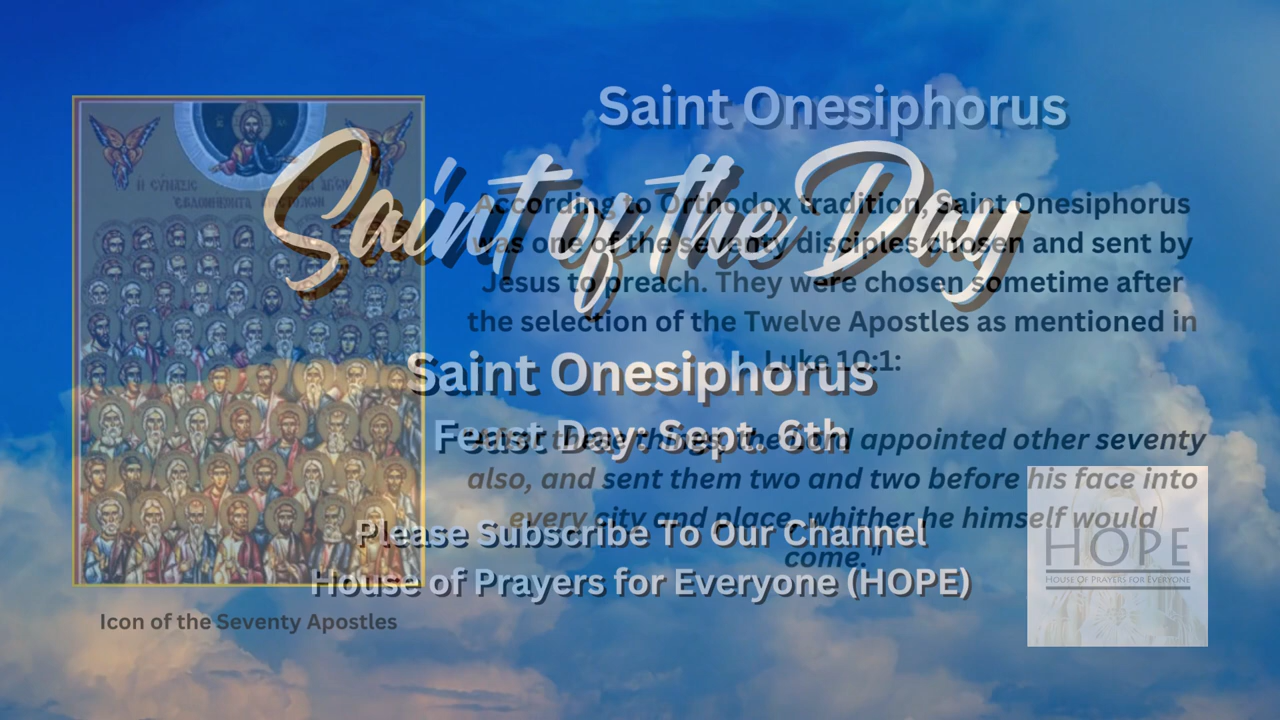 Saint Onesiphorus
Saint of the Day
According to Orthodox tradition, Saint Onesiphorus
was one of the seventy disciples chosen and sent by
Jesus to preach. They were chosen sometime after
the selection of the Twelve Apostles as mentioned in
Luke 10:1:
Saint Onesiphorus
Feast Day: Sept. 6th
these things, the appointed other seventy
also, and sent them two and two before his face into
every city and place, whither he himself would
come."
Please Subscribe To Our Channel
House of Prayers for Everyone (HOPE)
HOPE
HOUSE OF PRAYERS FOR EVERYONE
Icon of the Seventy Apostles